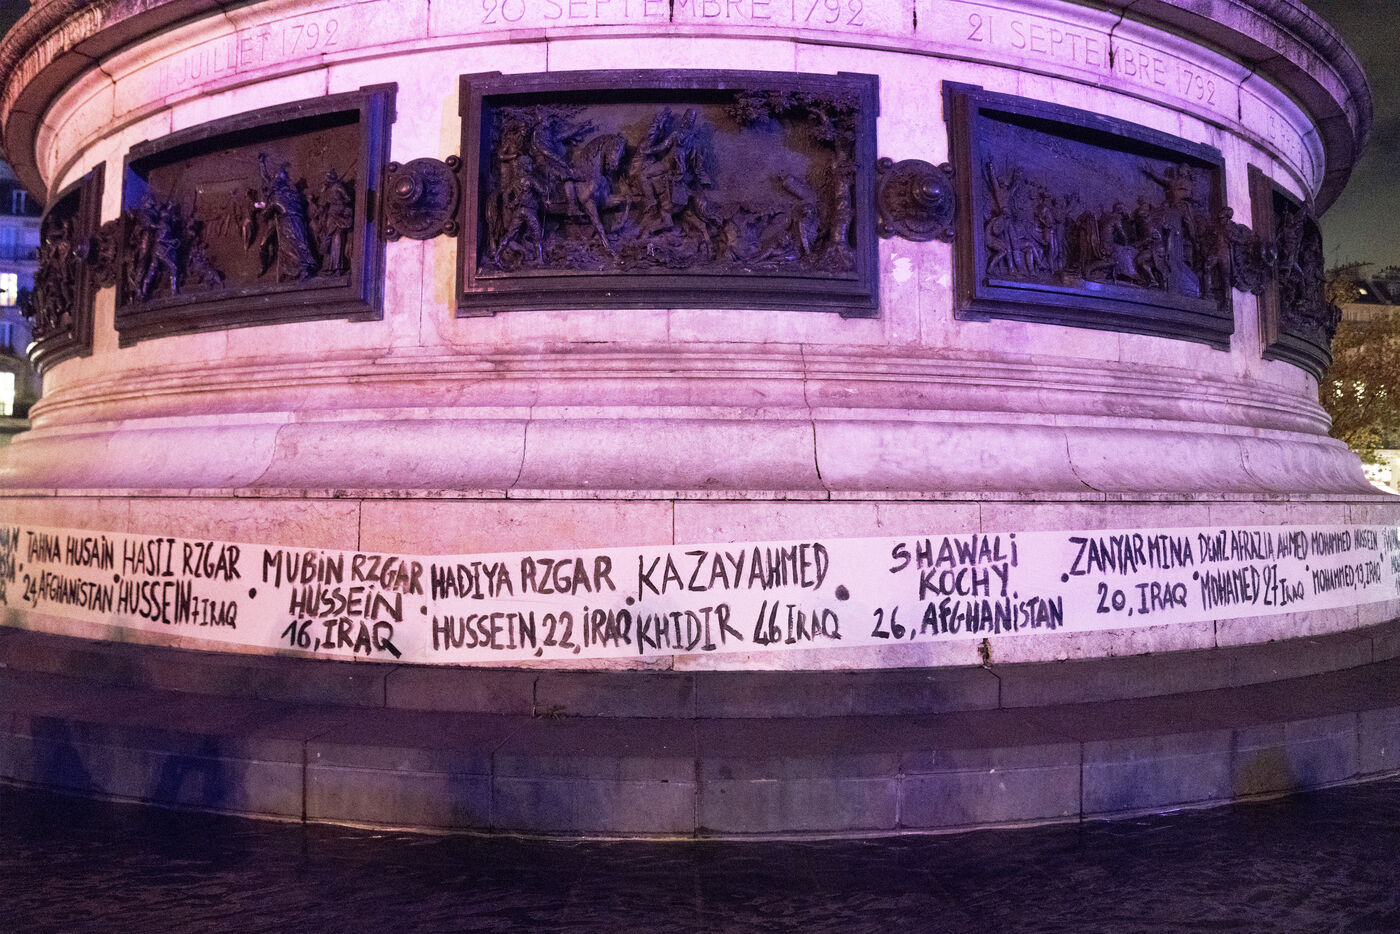 11 JUILLET 1792
20 SEPTEMBRE 1792
21 SEPTEMBRE 1792
TAHNA HUSAIN
24, AFGHANISTAN
HASTI RZGAR
HUSSEIN 7 IRAQ
MUBIN RZGAR
HUSSEIN
16, IRAQ
HADIYA RZGAR
HUSSEIN, 22, IRAQ
KAZAY AHMED
KHIDIR 46 IRAQ
SHAWALI
KOCHY
26, AFGHANISTAN
ZANYAR MINA
20, IRAQ
AFRAZIA AHMED
MOHAMED 27 IRAQ
MOHAMMED HUSSEIN
MOHAMMED, 19, IRAQ